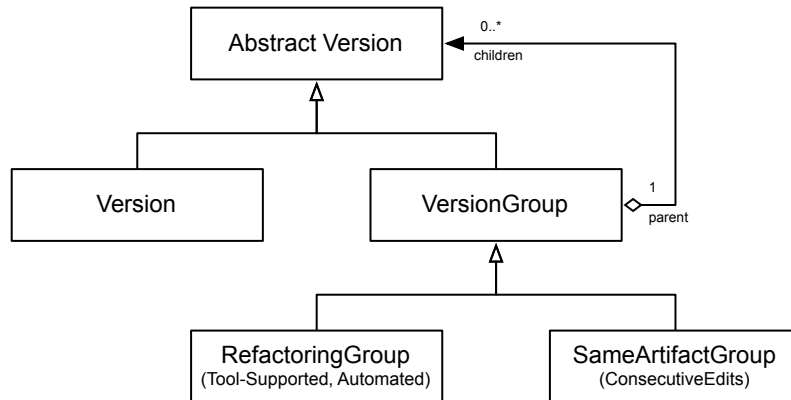 Abstract Version
0..*
children
Version
VersionGroup
1
parent
RefactoringGroup
(Tool-Supported, Automated)
SameArtifactGroup
(ConsecutiveEdits)